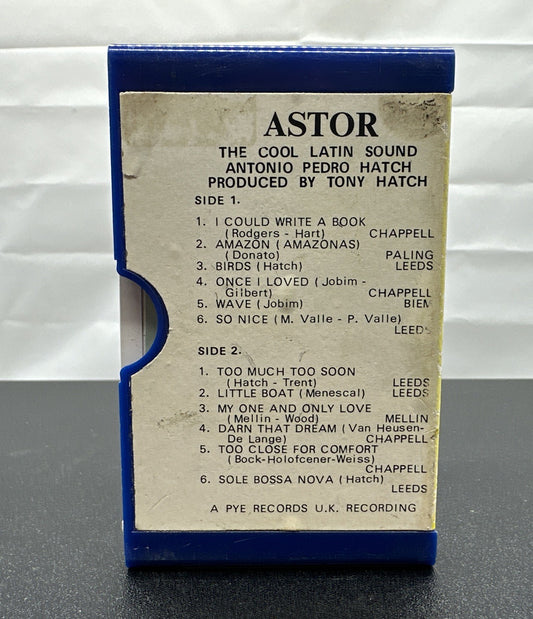 ASTOR
THE COOL LATIN SOUND
ANTONIO PEDRO HATCH
PRODUCED BY TONY HATCH
SIDE 1.
1. I COULD WRITE A BOOK
(Rodgers - Hart) CHAPPELL
2. AMAZON (AMAZONAS)
(Donato) PALING
3. BIRDS (Hatch) LEEDS
4. ONCE I LOVED (Jobim -
Gilbert) CHAPPELL
5. WAVE (Jobim) BIEM
6. SO NICE (M. Valle - P. Valle)
LEEDS
SIDE 2.
1. TOO MUCH TOO SOON
(Hatch - Trent) LEEDS
2. LITTLE BOAT (Menescal) LEEDS
3. MY ONE AND ONLY LOVE
(Mellin - Wood) MELLIN
4. DARN THAT DREAM (Van Heusen-
De Lange) CHAPPELL
5. TOO CLOSE FOR COMFORT
(Bock-Holofcener-Weiss)
CHAPPELL
6. SOLE BOSSA NOVA (Hatch)
LEEDS
A PYE RECORDS U.K. RECORDING